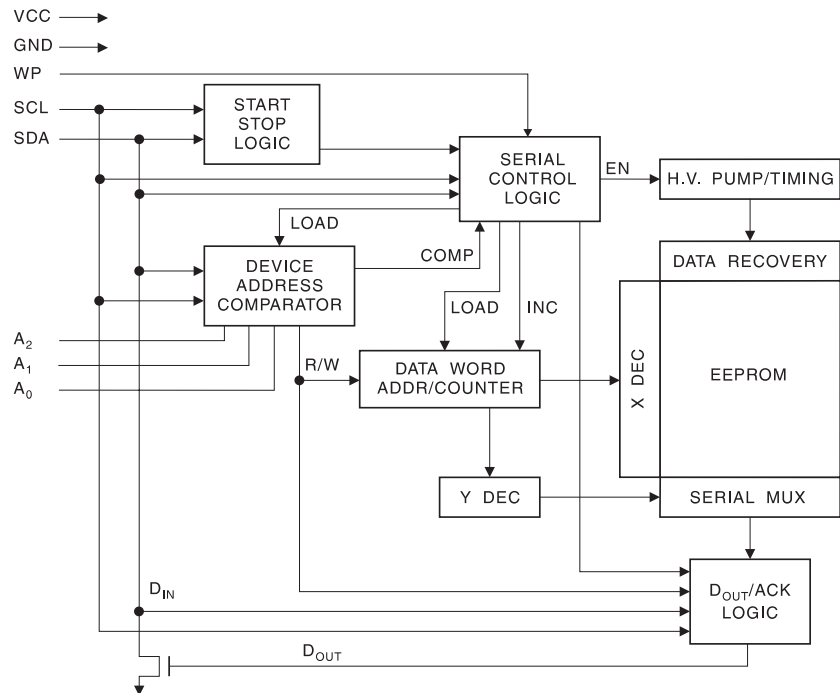 VCC
GND
WP
SCL
SDA
START
STOP
LOGIC
SERIAL
CONTROL
LOGIC
EN
H.V. PUMP/TIMING
LOAD
COMP
DEVICE
ADDRESS
COMPARATOR
DATA RECOVERY
LOAD
INC
A2
A1
A0
R/W
DATA WORD
ADDR/COUNTER
X DEC
EEPROM
Y DEC
SERIAL MUX
DIN
DOUT/ACK
LOGIC
DOUT